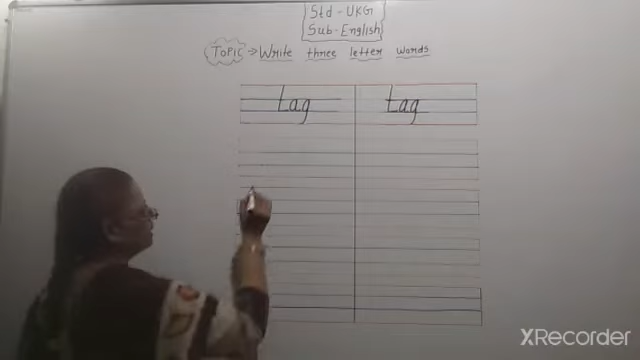 Std - UKG
Sub-English
TOPIC → Write three letter words
tag tag
XRecorder